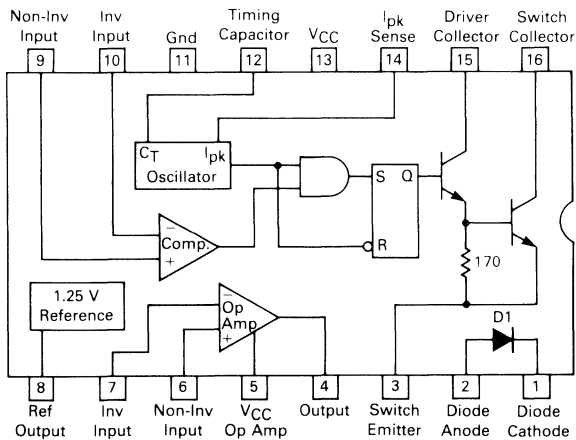 Non-Inv Input
Inv Input
Gnd
Timing Capacitor
VCC
Ipk Sense
Driver Collector
Switch Collector
9
10
11
12
13
14
15
16
CT
Ipk
Oscillator
S
Q
R
−
Comp.
+
170
1.25 V
Reference
−
Op
Amp
+
D1
8
7
6
5
4
3
2
1
Ref Output
Inv Input
Non-Inv Input
VCC Op Amp
Output
Switch Emitter
Diode Anode
Diode Cathode